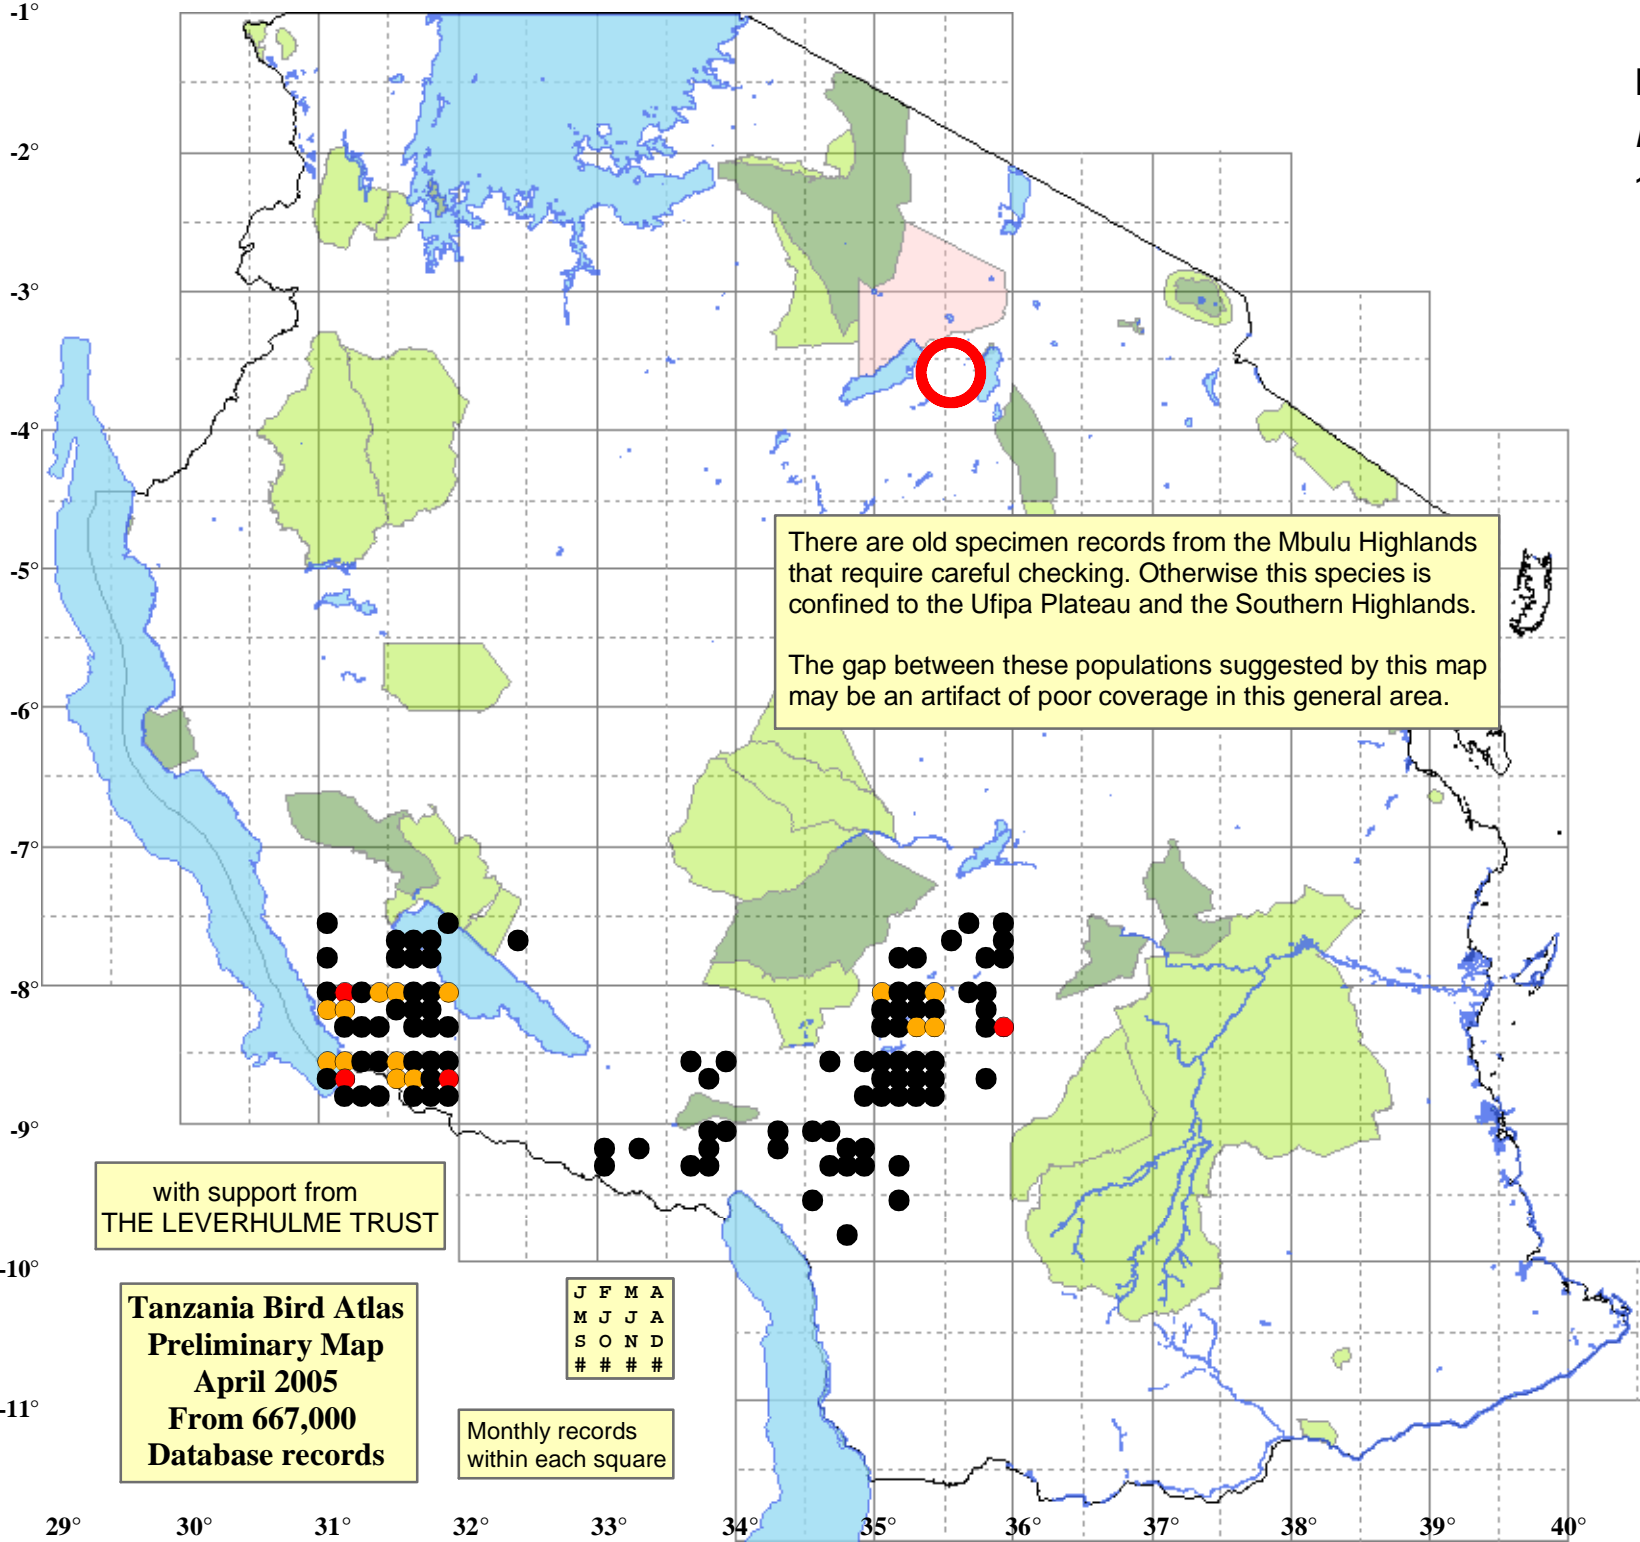 -1°
-2°
-3°
-4°
-5°
-6°
-7°
-8°
-9°
-10°
-11°
There are old specimen records from the Mbulu Highlands
that require careful checking. Otherwise this species is
confined to the Ufipa Plateau and the Southern Highlands.
The gap between these populations suggested by this map
may be an artifact of poor coverage in this general area.
with support from
THE LEVERHULME TRUST
Tanzania Bird Atlas
Preliminary Map
April 2005
From 667,000
Database records
J F M A
M J J A
S O N D
# # # #
Monthly records
within each square
29° 30° 31° 32° 33° 34 35 36 37 38° 39° 40°